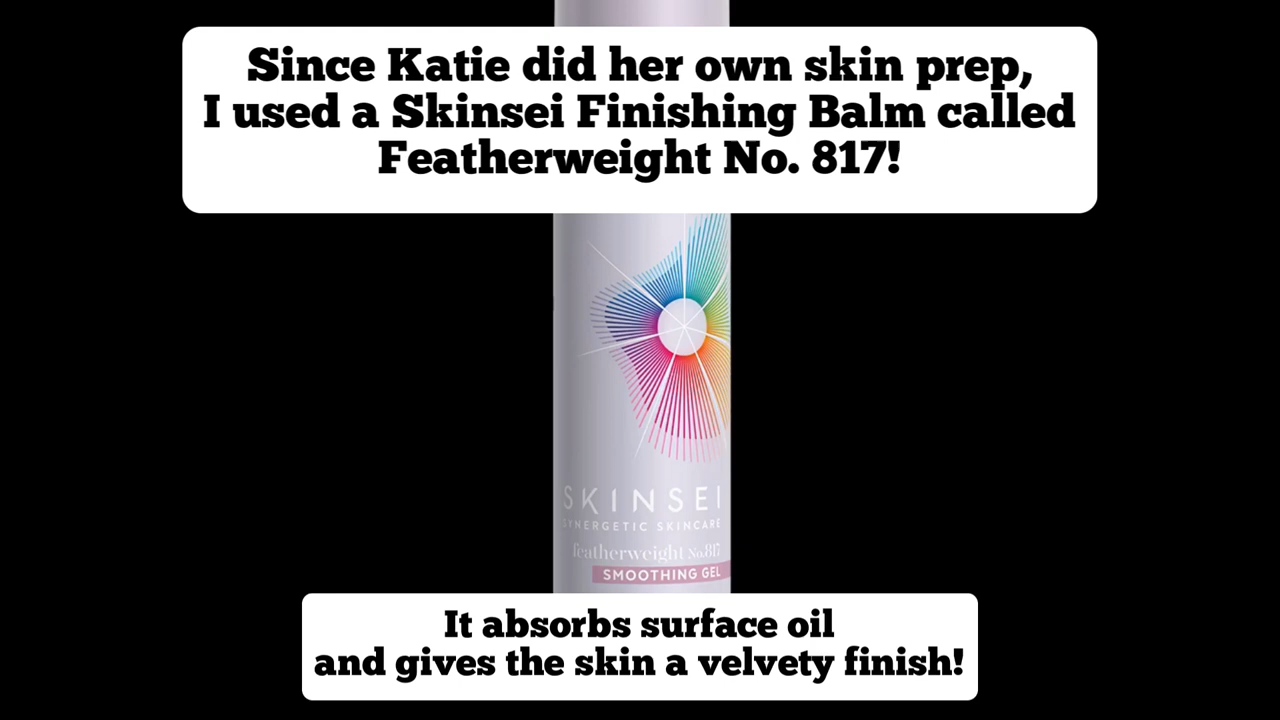 Since Katie did her own skin prep,
I used a Skinsei Finishing Balm called
Featherweight No. 817!
SKINSEI
SYNERGETIC SKINCARE
featherweight No.817
SMOOTHING GEL
It absorbs surface oil
and gives the skin a velvety finish!